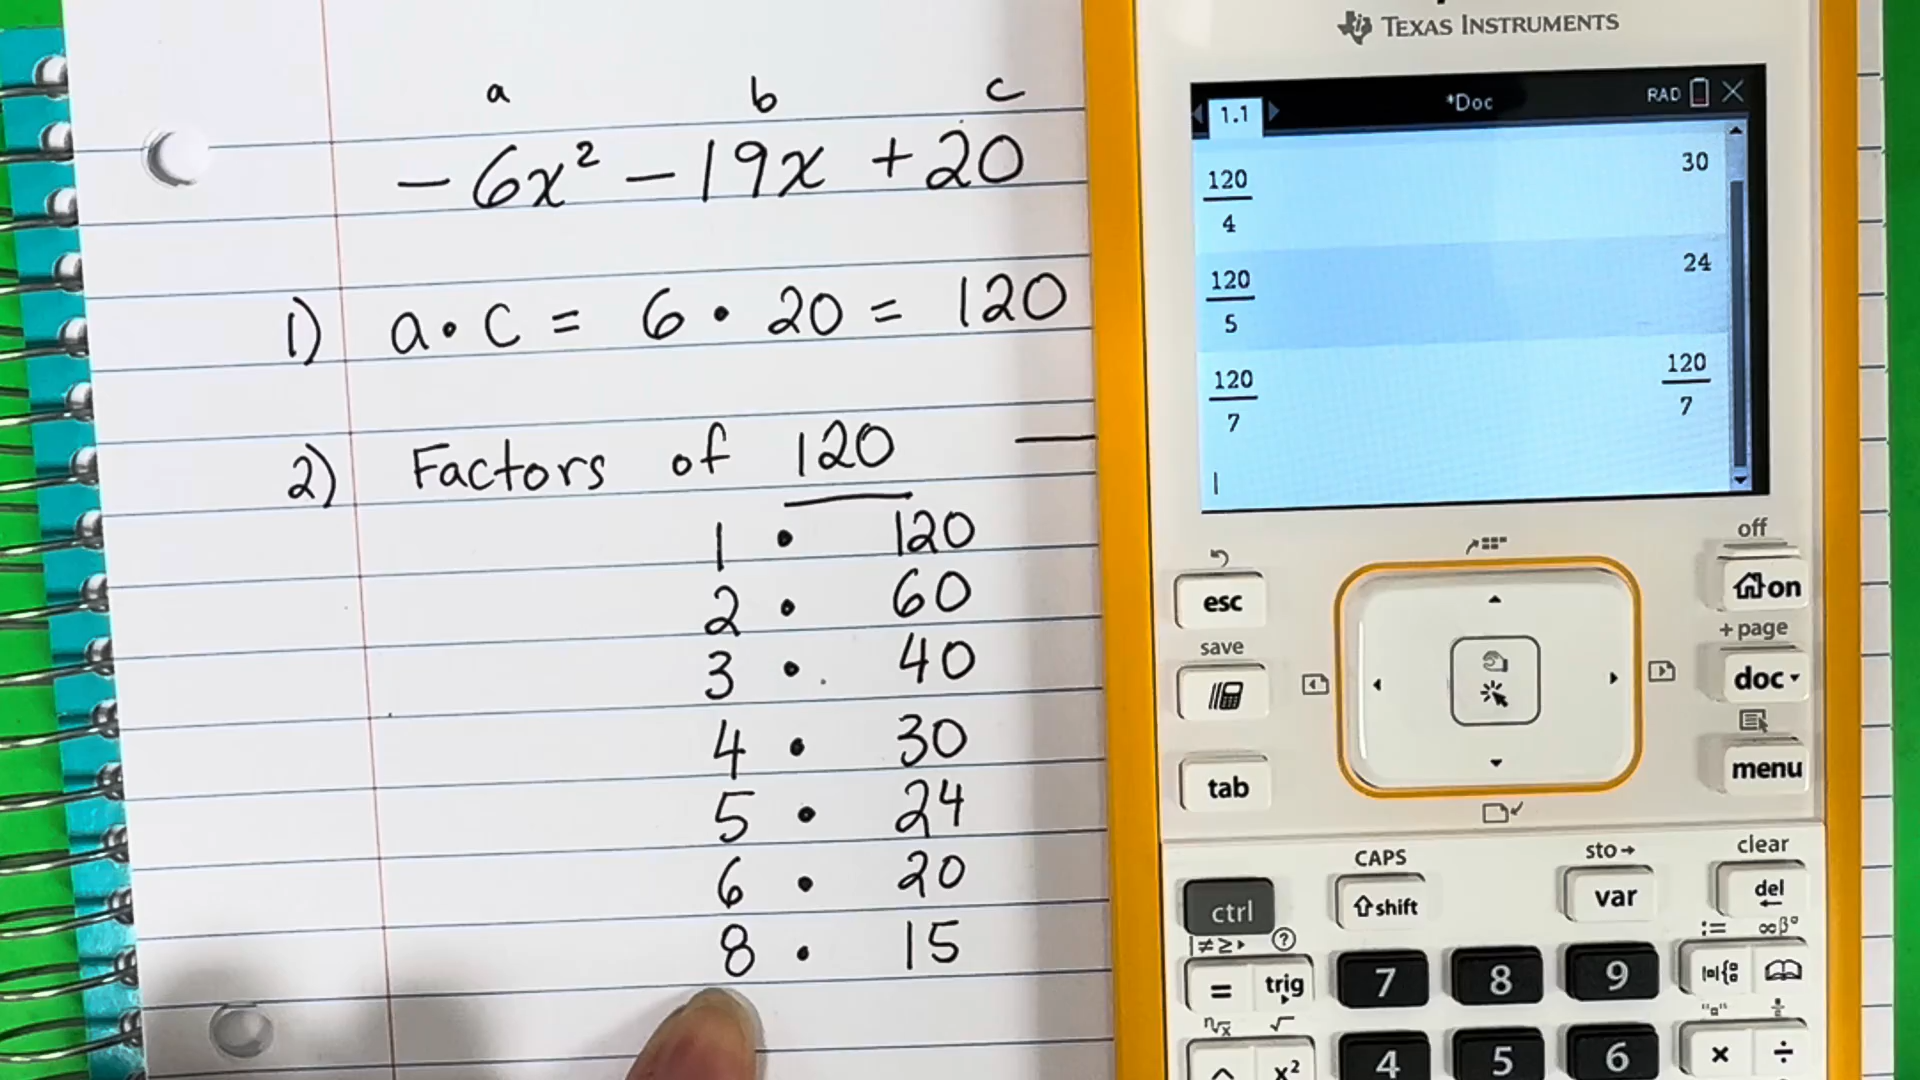 a b c
- 6x² - 19x + 20
1) a • c = 6 • 20 = 120
2) Factors of 120 —
1 • 120
2 • 60
3 • 40
4 • 30
5 • 24
6 • 20
8 • 15
TEXAS INSTRUMENTS
1.1 *Doc RAD
120/4 30
120/5 24
120/7 120/7
off
esc on
save + page
doc
tab menu
CAPS sto→ clear
ctrl shift var del
|≠≥▸ ? := ∞β°
= trig 7 8 9 |□|{
ⁿ√x √ "□"
^ x² 4 5 6 × ÷